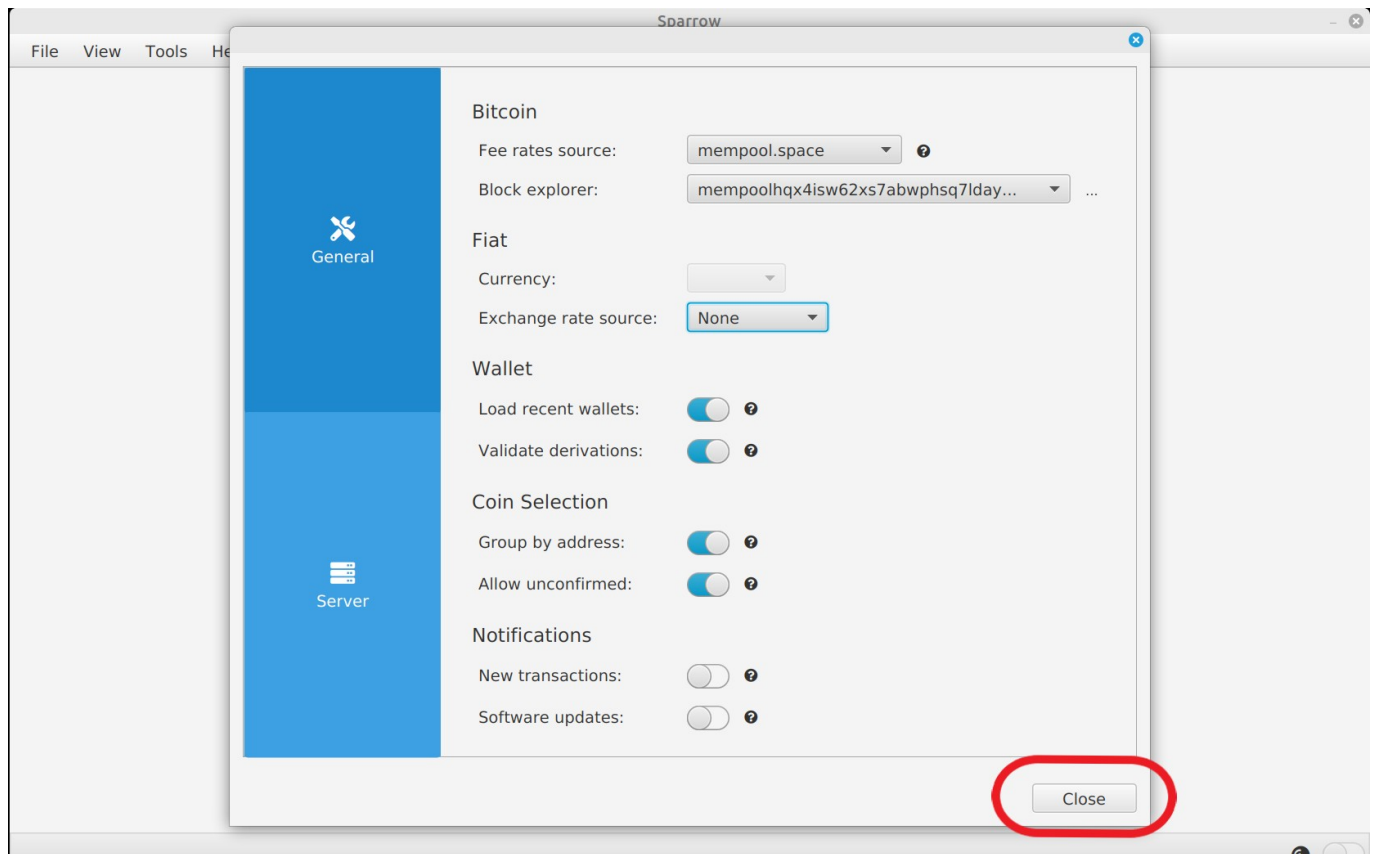 Sparrow
File View Tools He
Bitcoin
Fee rates source: mempool.space
Block explorer: mempoolhqx4isw62xs7abwphsq7lday... ...
General
Fiat
Currency:
Exchange rate source: None
Wallet
Load recent wallets:
Validate derivations:
Coin Selection
Group by address:
Allow unconfirmed:
Server
Notifications
New transactions:
Software updates:
Close